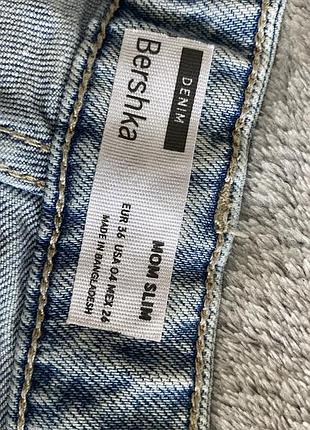 DENIM
Bershka
MOM SLIM
EUR 36 USA 04 MEX 26
MADE IN BANGLADESH